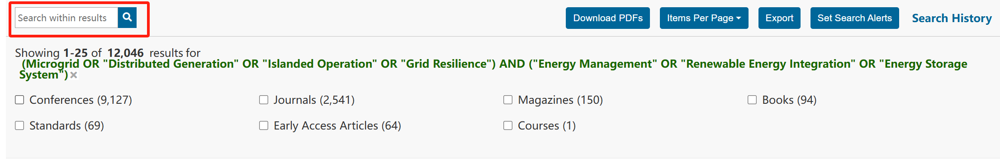 Search within results
Download PDFs
Items Per Page
Export
Set Search Alerts
Search History
Showing 1-25 of 12,046 results for
(Microgrid OR "Distributed Generation" OR "Islanded Operation" OR "Grid Resilience") AND ("Energy Management" OR "Renewable Energy Integration" OR "Energy Storage
System")
Conferences (9,127)
Journals (2,541)
Magazines (150)
Books (94)
Standards (69)
Early Access Articles (64)
Courses (1)